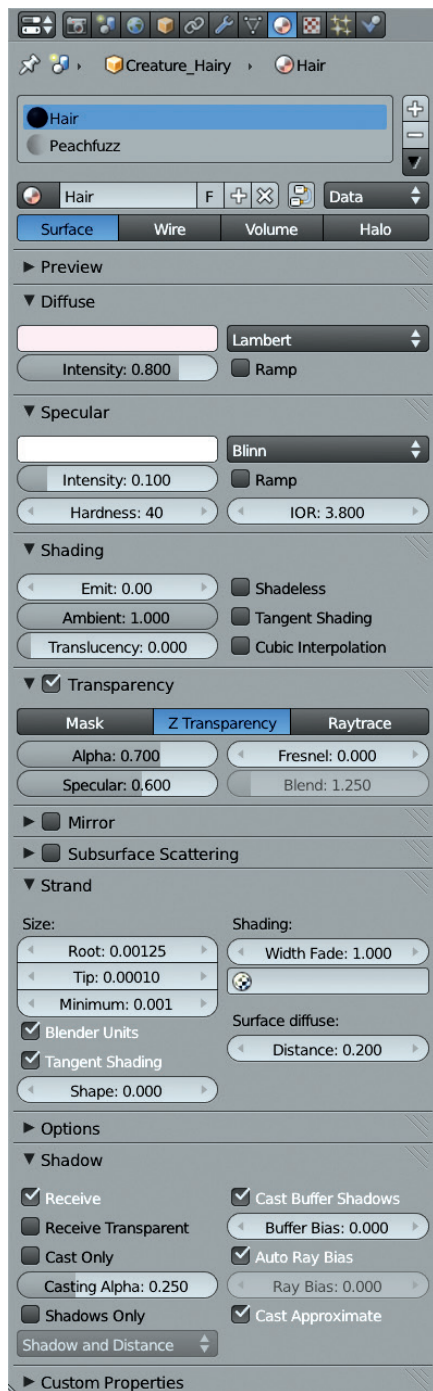 Creature_Hairy Hair
Hair
Peachfuzz
Hair F Data
Surface Wire Volume Halo
Preview
Diffuse
Lambert
Intensity: 0.800 Ramp
Specular
Blinn
Intensity: 0.100 Ramp
Hardness: 40 IOR: 3.800
Shading
Emit: 0.00 Shadeless
Ambient: 1.000 Tangent Shading
Translucency: 0.000 Cubic Interpolation
Transparency
Mask Z Transparency Raytrace
Alpha: 0.700 Fresnel: 0.000
Specular: 0.600 Blend: 1.250
Mirror
Subsurface Scattering
Strand
Size: Shading:
Root: 0.00125 Width Fade: 1.000
Tip: 0.00010
Minimum: 0.001
Surface diffuse:
Blender Units
Distance: 0.200
Tangent Shading
Shape: 0.000
Options
Shadow
Receive Cast Buffer Shadows
Receive Transparent Buffer Bias: 0.000
Cast Only Auto Ray Bias
Casting Alpha: 0.250 Ray Bias: 0.000
Shadows Only Cast Approximate
Shadow and Distance
Custom Properties